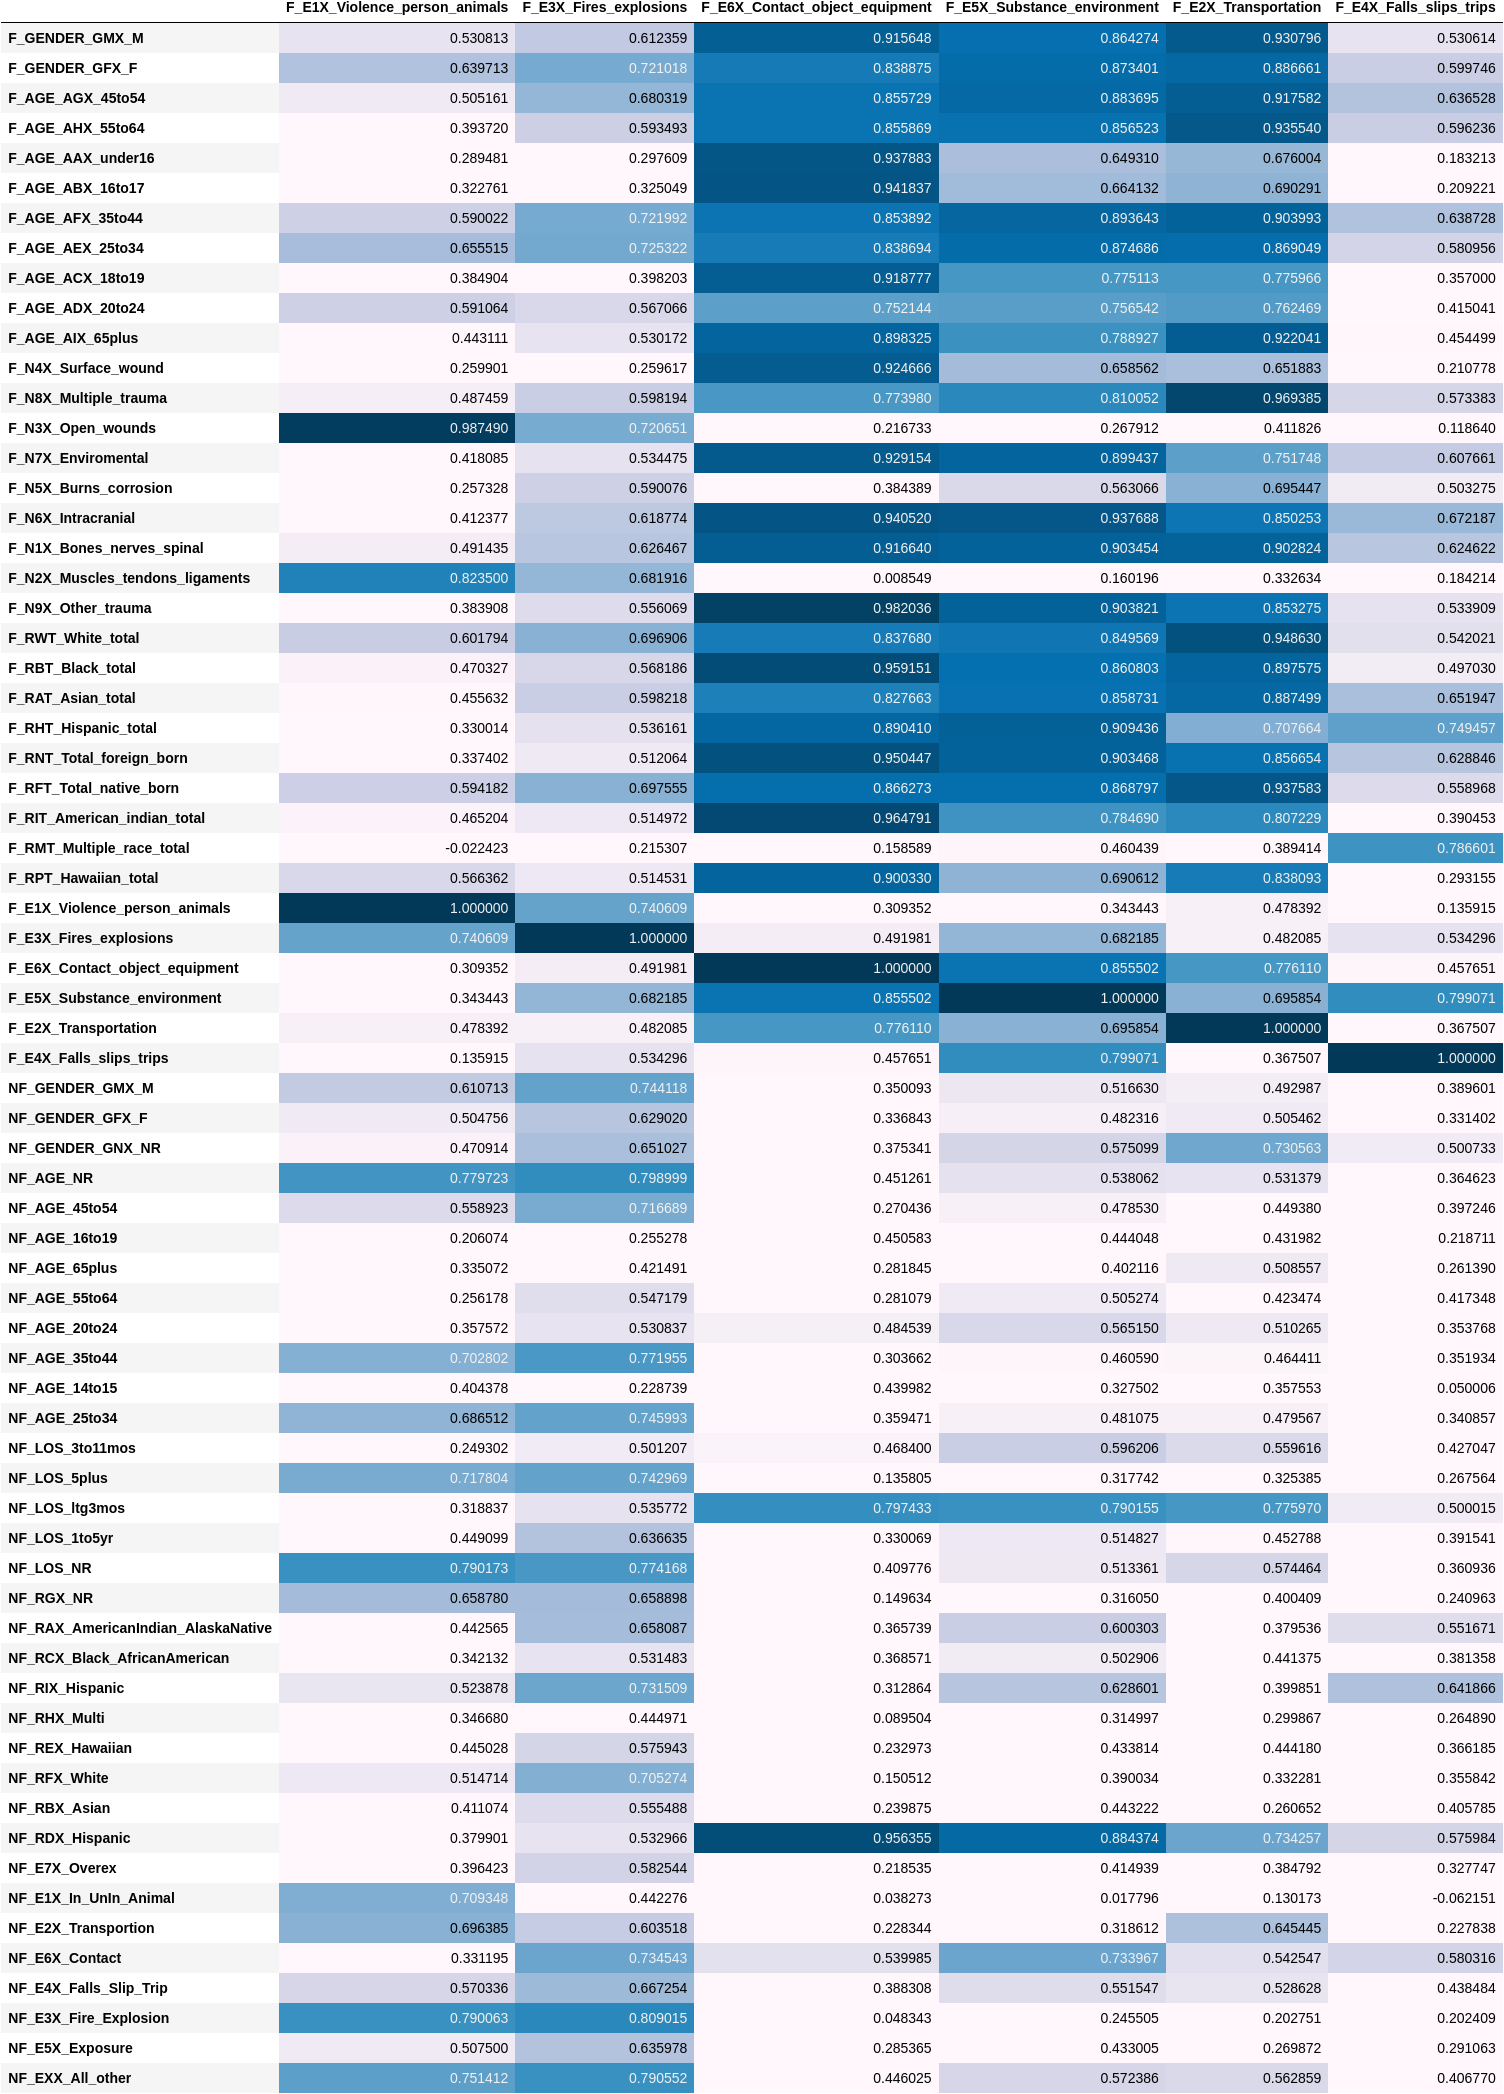 F_E1X_Violence_person_animals F_E3X_Fires_explosions F_E6X_Contact_object_equipment F_E5X_Substance_environment F_E2X_Transportation F_E4X_Falls_slips_trips
F_GENDER_GMX_M 0.530813 0.612359 0.915648 0.864274 0.930796 0.530614
F_GENDER_GFX_F 0.639713 0.721018 0.838875 0.873401 0.886661 0.599746
F_AGE_AGX_45to54 0.505161 0.680319 0.855729 0.883695 0.917582 0.636528
F_AGE_AHX_55to64 0.393720 0.593493 0.855869 0.856523 0.935540 0.596236
F_AGE_AAX_under16 0.289481 0.297609 0.937883 0.649310 0.676004 0.183213
F_AGE_ABX_16to17 0.322761 0.325049 0.941837 0.664132 0.690291 0.209221
F_AGE_AFX_35to44 0.590022 0.721992 0.853892 0.893643 0.903993 0.638728
F_AGE_AEX_25to34 0.655515 0.725322 0.838694 0.874686 0.869049 0.580956
F_AGE_ACX_18to19 0.384904 0.398203 0.918777 0.775113 0.775966 0.357000
F_AGE_ADX_20to24 0.591064 0.567066 0.752144 0.756542 0.762469 0.415041
F_AGE_AIX_65plus 0.443111 0.530172 0.898325 0.788927 0.922041 0.454499
F_N4X_Surface_wound 0.259901 0.259617 0.924666 0.658562 0.651883 0.210778
F_N8X_Multiple_trauma 0.487459 0.598194 0.773980 0.810052 0.969385 0.573383
F_N3X_Open_wounds 0.987490 0.720651 0.216733 0.267912 0.411826 0.118640
F_N7X_Enviromental 0.418085 0.534475 0.929154 0.899437 0.751748 0.607661
F_N5X_Burns_corrosion 0.257328 0.590076 0.384389 0.563066 0.695447 0.503275
F_N6X_Intracranial 0.412377 0.618774 0.940520 0.937688 0.850253 0.672187
F_N1X_Bones_nerves_spinal 0.491435 0.626467 0.916640 0.903454 0.902824 0.624622
F_N2X_Muscles_tendons_ligaments 0.823500 0.681916 0.008549 0.160196 0.332634 0.184214
F_N9X_Other_trauma 0.383908 0.556069 0.982036 0.903821 0.853275 0.533909
F_RWT_White_total 0.601794 0.696906 0.837680 0.849569 0.948630 0.542021
F_RBT_Black_total 0.470327 0.568186 0.959151 0.860803 0.897575 0.497030
F_RAT_Asian_total 0.455632 0.598218 0.827663 0.858731 0.887499 0.651947
F_RHT_Hispanic_total 0.330014 0.536161 0.890410 0.909436 0.707664 0.749457
F_RNT_Total_foreign_born 0.337402 0.512064 0.950447 0.903468 0.856654 0.628846
F_RFT_Total_native_born 0.594182 0.697555 0.866273 0.868797 0.937583 0.558968
F_RIT_American_indian_total 0.465204 0.514972 0.964791 0.784690 0.807229 0.390453
F_RMT_Multiple_race_total -0.022423 0.215307 0.158589 0.460439 0.389414 0.786601
F_RPT_Hawaiian_total 0.566362 0.514531 0.900330 0.690612 0.838093 0.293155
F_E1X_Violence_person_animals 1.000000 0.740609 0.309352 0.343443 0.478392 0.135915
F_E3X_Fires_explosions 0.740609 1.000000 0.491981 0.682185 0.482085 0.534296
F_E6X_Contact_object_equipment 0.309352 0.491981 1.000000 0.855502 0.776110 0.457651
F_E5X_Substance_environment 0.343443 0.682185 0.855502 1.000000 0.695854 0.799071
F_E2X_Transportation 0.478392 0.482085 0.776110 0.695854 1.000000 0.367507
F_E4X_Falls_slips_trips 0.135915 0.534296 0.457651 0.799071 0.367507 1.000000
NF_GENDER_GMX_M 0.610713 0.744118 0.350093 0.516630 0.492987 0.389601
NF_GENDER_GFX_F 0.504756 0.629020 0.336843 0.482316 0.505462 0.331402
NF_GENDER_GNX_NR 0.470914 0.651027 0.375341 0.575099 0.730563 0.500733
NF_AGE_NR 0.779723 0.798999 0.451261 0.538062 0.531379 0.364623
NF_AGE_45to54 0.558923 0.716689 0.270436 0.478530 0.449380 0.397246
NF_AGE_16to19 0.206074 0.255278 0.450583 0.444048 0.431982 0.218711
NF_AGE_65plus 0.335072 0.421491 0.281845 0.402116 0.508557 0.261390
NF_AGE_55to64 0.256178 0.547179 0.281079 0.505274 0.423474 0.417348
NF_AGE_20to24 0.357572 0.530837 0.484539 0.565150 0.510265 0.353768
NF_AGE_35to44 0.702802 0.771955 0.303662 0.460590 0.464411 0.351934
NF_AGE_14to15 0.404378 0.228739 0.439982 0.327502 0.357553 0.050006
NF_AGE_25to34 0.686512 0.745993 0.359471 0.481075 0.479567 0.340857
NF_LOS_3to11mos 0.249302 0.501207 0.468400 0.596206 0.559616 0.427047
NF_LOS_5plus 0.717804 0.742969 0.135805 0.317742 0.325385 0.267564
NF_LOS_ltg3mos 0.318837 0.535772 0.797433 0.790155 0.775970 0.500015
NF_LOS_1to5yr 0.449099 0.636635 0.330069 0.514827 0.452788 0.391541
NF_LOS_NR 0.790173 0.774168 0.409776 0.513361 0.574464 0.360936
NF_RGX_NR 0.658780 0.658898 0.149634 0.316050 0.400409 0.240963
NF_RAX_AmericanIndian_AlaskaNative 0.442565 0.658087 0.365739 0.600303 0.379536 0.551671
NF_RCX_Black_AfricanAmerican 0.342132 0.531483 0.368571 0.502906 0.441375 0.381358
NF_RIX_Hispanic 0.523878 0.731509 0.312864 0.628601 0.399851 0.641866
NF_RHX_Multi 0.346680 0.444971 0.089504 0.314997 0.299867 0.264890
NF_REX_Hawaiian 0.445028 0.575943 0.232973 0.433814 0.444180 0.366185
NF_RFX_White 0.514714 0.705274 0.150512 0.390034 0.332281 0.355842
NF_RBX_Asian 0.411074 0.555488 0.239875 0.443222 0.260652 0.405785
NF_RDX_Hispanic 0.379901 0.532966 0.956355 0.884374 0.734257 0.575984
NF_E7X_Overex 0.396423 0.582544 0.218535 0.414939 0.384792 0.327747
NF_E1X_In_UnIn_Animal 0.709348 0.442276 0.038273 0.017796 0.130173 -0.062151
NF_E2X_Transportion 0.696385 0.603518 0.228344 0.318612 0.645445 0.227838
NF_E6X_Contact 0.331195 0.734543 0.539985 0.733967 0.542547 0.580316
NF_E4X_Falls_Slip_Trip 0.570336 0.667254 0.388308 0.551547 0.528628 0.438484
NF_E3X_Fire_Explosion 0.790063 0.809015 0.048343 0.245505 0.202751 0.202409
NF_E5X_Exposure 0.507500 0.635978 0.285365 0.433005 0.269872 0.291063
NF_EXX_All_other 0.751412 0.790552 0.446025 0.572386 0.562859 0.406770